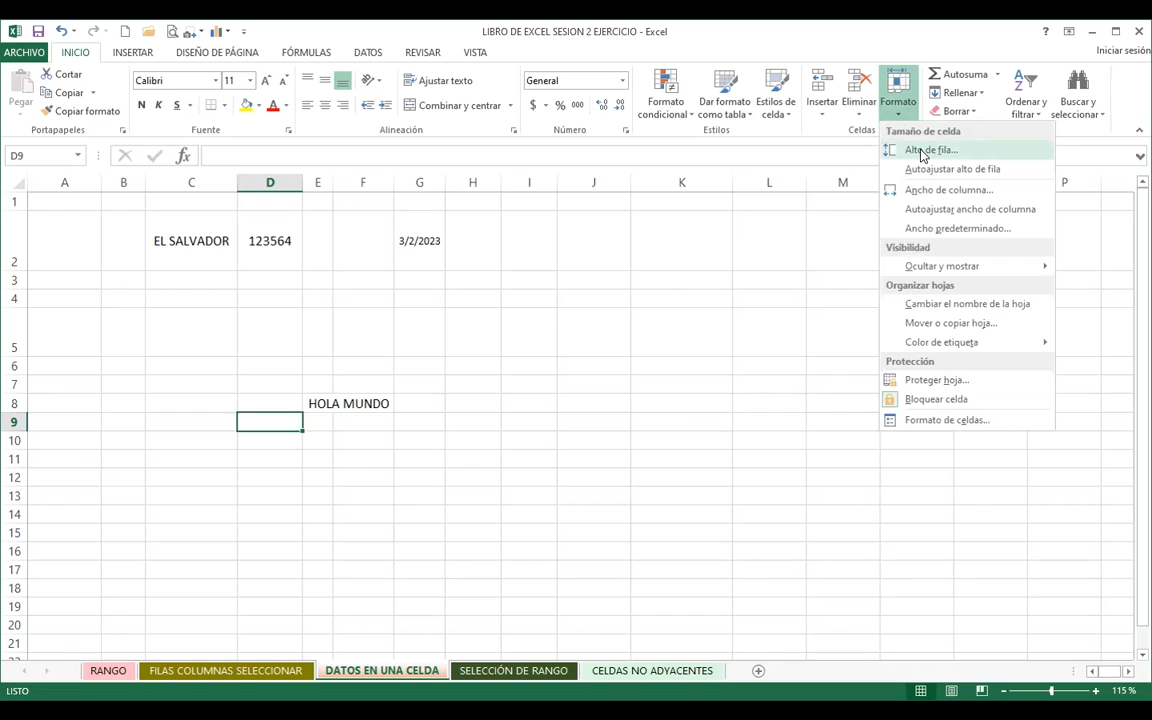 LIBRO DE EXCEL SESION 2 EJERCICIO - Excel
?
ARCHIVO INICIO INSERTAR DISEÑO DE PÁGINA FÓRMULAS DATOS REVISAR VISTA Iniciar sesión
Pegar
Cortar
Copiar
Copiar formato
Portapapeles
Calibri 11
N K S
Fuente
Ajustar texto
Combinar y centrar
Alineación
General
$ % 000
Número
Formato condicional
Dar formato como tabla
Estilos de celda
Estilos
Insertar Eliminar Formato
Celdas
Autosuma
Rellenar
Borrar
Ordenar y filtrar
Buscar y seleccionar
D9
fx
A B C D E F G H I J K L M P
1
2 EL SALVADOR 123564 3/2/2023
3
4
5
6
7
8 HOLA MUNDO
9
10
11
12
13
14
15
16
17
18
19
20
21
Tamaño de celda
Alto de fila...
Autoajustar alto de fila
Ancho de columna...
Autoajustar ancho de columna
Ancho predeterminado...
Visibilidad
Ocultar y mostrar
Organizar hojas
Cambiar el nombre de la hoja
Mover o copiar hoja...
Color de etiqueta
Protección
Proteger hoja...
Bloquear celda
Formato de celdas...
RANGO FILAS COLUMNAS SELECCIONAR DATOS EN UNA CELDA SELECCIÓN DE RANGO CELDAS NO ADYACENTES
LISTO 115 %